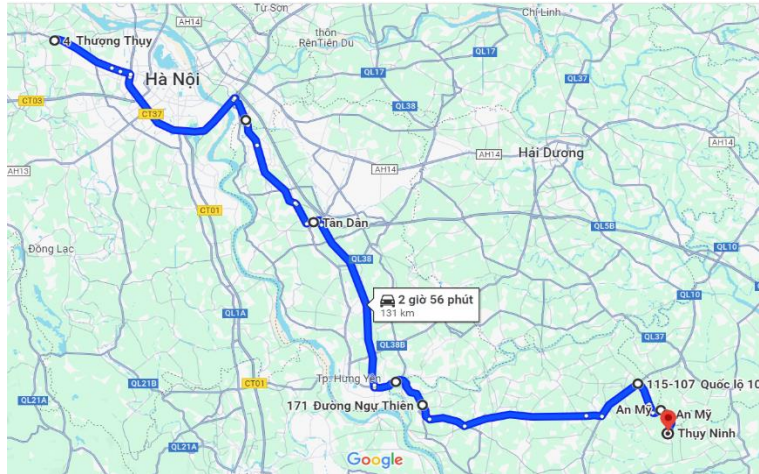 Từ Sơn
Chí Linh
AH14
thôn
RênTiên Du
QL37
4 Thượng Thụy
QL17
QL17
Hà Nội
QL38
CT03
CT37
AH14
AH14
Hải Dương
AH13
CT01
Tân Dân
QL5B
Đồng Lạc
QL38
QL10
QL10
2 giờ 56 phút
131 km
QL1A
QL37
QL38B
CT01
QL21B
Tp. Hưng Yên
115-107 Quốc lộ 10
QL21A
171 Đường Ngự Thiên
An Mỹ
An Mỹ
Thụy Ninh
QL21A
Google